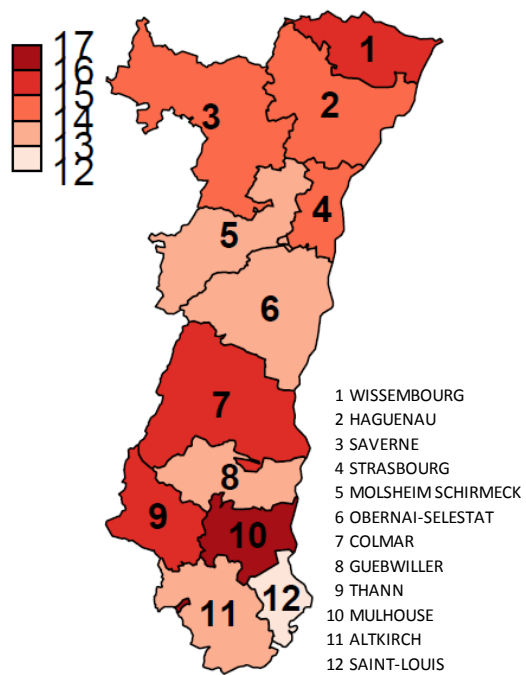 17
16
15
14
13
12
1
2
3
4
5
6
7
8
9
10
11
12
1 WISSEMBOURG
2 HAGUENAU
3 SAVERNE
4 STRASBOURG
5 MOLSHEIM SCHIRMECK
6 OBERNAI-SELESTAT
7 COLMAR
8 GUEBWILLER
9 THANN
10 MULHOUSE
11 ALTKIRCH
12 SAINT-LOUIS